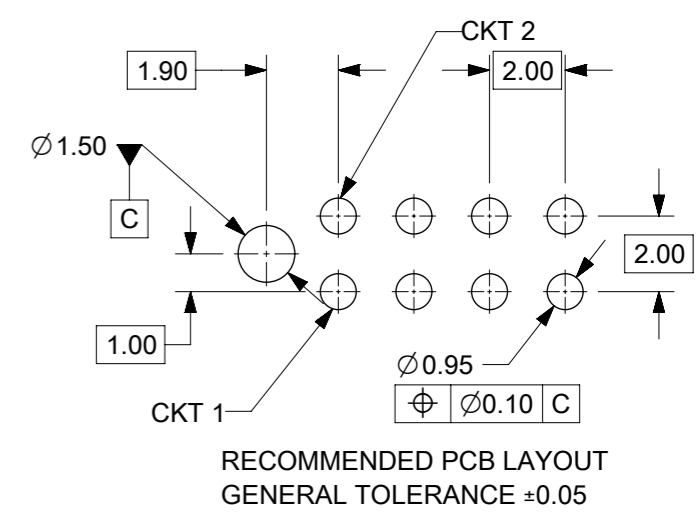 CKT 2
1.90
2.00
∅1.50
C
2.00
1.00
∅0.95
⌖ ∅0.10 C
CKT 1
RECOMMENDED PCB LAYOUT
GENERAL TOLERANCE ±0.05